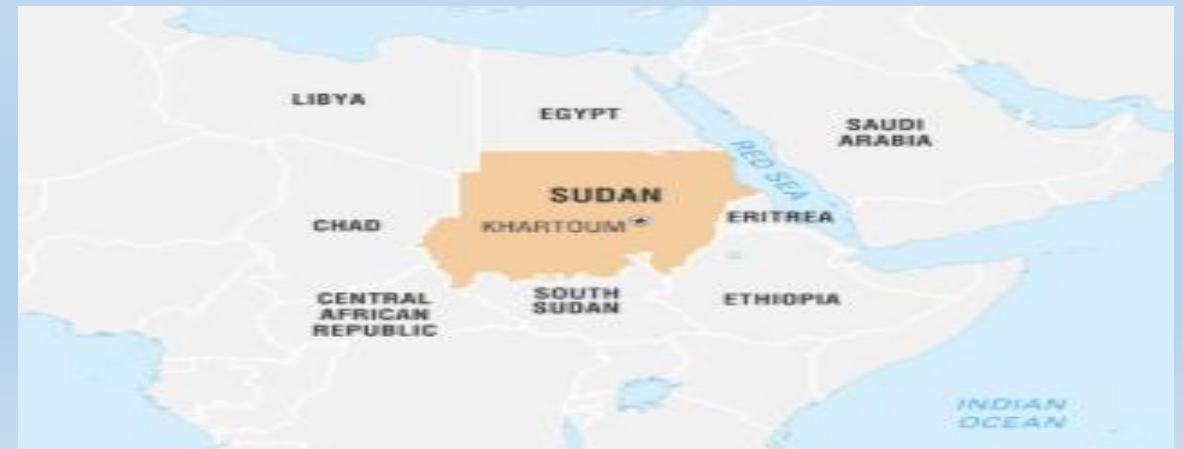 LIBYA
EGYPT
SAUDI
ARABIA
RED SEA
SUDAN
KHARTOUM
CHAD
ERITREA
CENTRAL
AFRICAN
REPUBLIC
SOUTH
SUDAN
ETHIOPIA
INDIAN
OCEAN